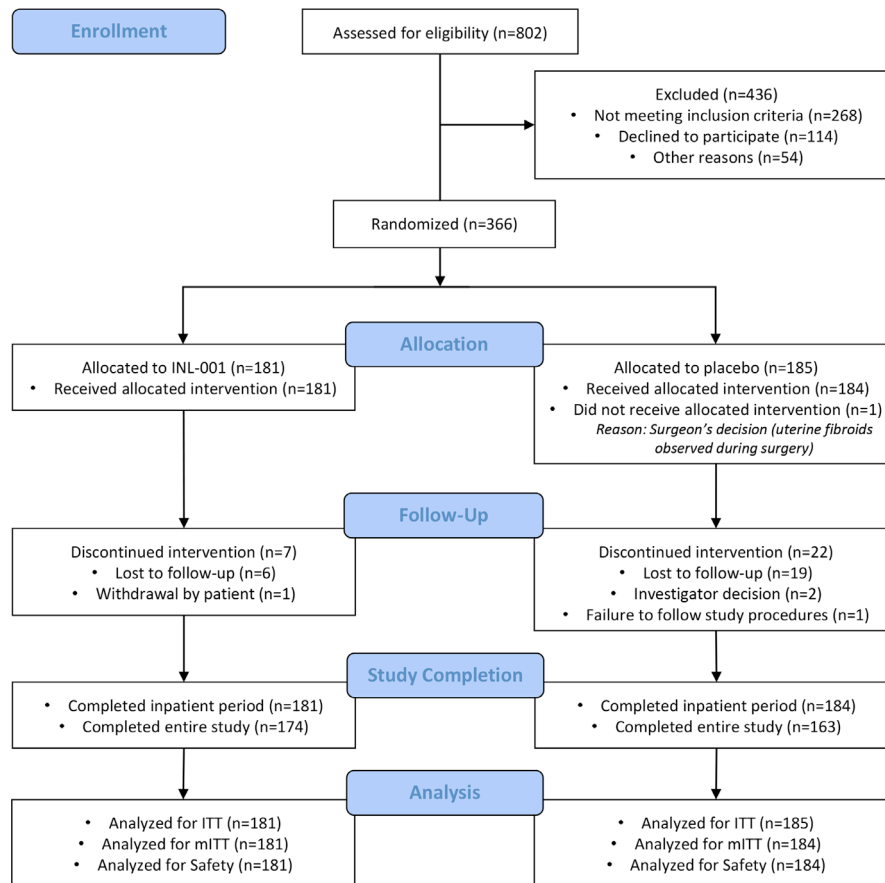 Enrollment
Assessed for eligibility (n=802)
Excluded (n=436)
• Not meeting inclusion criteria (n=268)
• Declined to participate (n=114)
• Other reasons (n=54)
Randomized (n=366)
Allocation
Allocated to INL-001 (n=181)
• Received allocated intervention (n=181)
Allocated to placebo (n=185)
• Received allocated intervention (n=184)
• Did not receive allocated intervention (n=1)
Reason: Surgeon’s decision (uterine fibroids
observed during surgery)
Follow-Up
Discontinued intervention (n=7)
• Lost to follow-up (n=6)
• Withdrawal by patient (n=1)
Discontinued intervention (n=22)
• Lost to follow-up (n=19)
• Investigator decision (n=2)
• Failure to follow study procedures (n=1)
Study Completion
• Completed inpatient period (n=181)
• Completed entire study (n=174)
• Completed inpatient period (n=184)
• Completed entire study (n=163)
Analysis
• Analyzed for ITT (n=181)
• Analyzed for mITT (n=181)
• Analyzed for Safety (n=181)
• Analyzed for ITT (n=185)
• Analyzed for mITT (n=184)
• Analyzed for Safety (n=184)